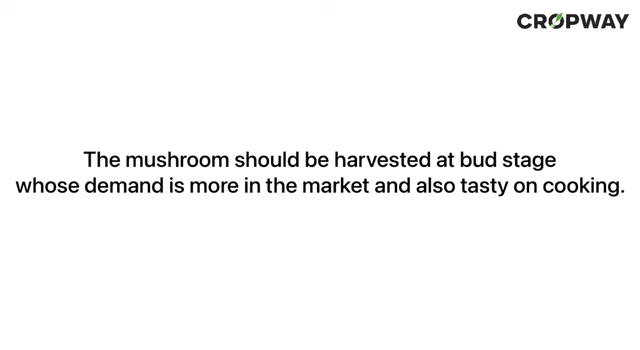 CROPWAY
The mushroom should be harvested at bud stage
whose demand is more in the market and also tasty on cooking.